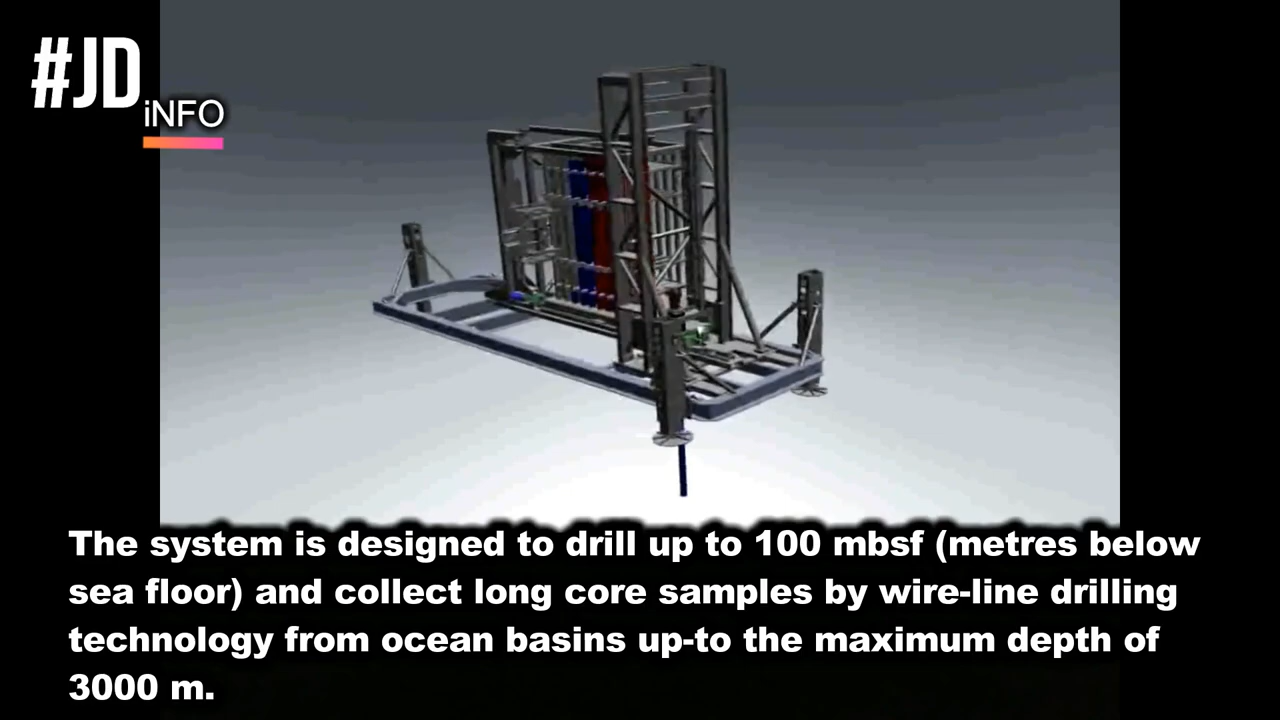 #JD
iNFO
The system is designed to drill up to 100 mbsf (metres below
sea floor) and collect long core samples by wire-line drilling
technology from ocean basins up-to the maximum depth of
3000 m.